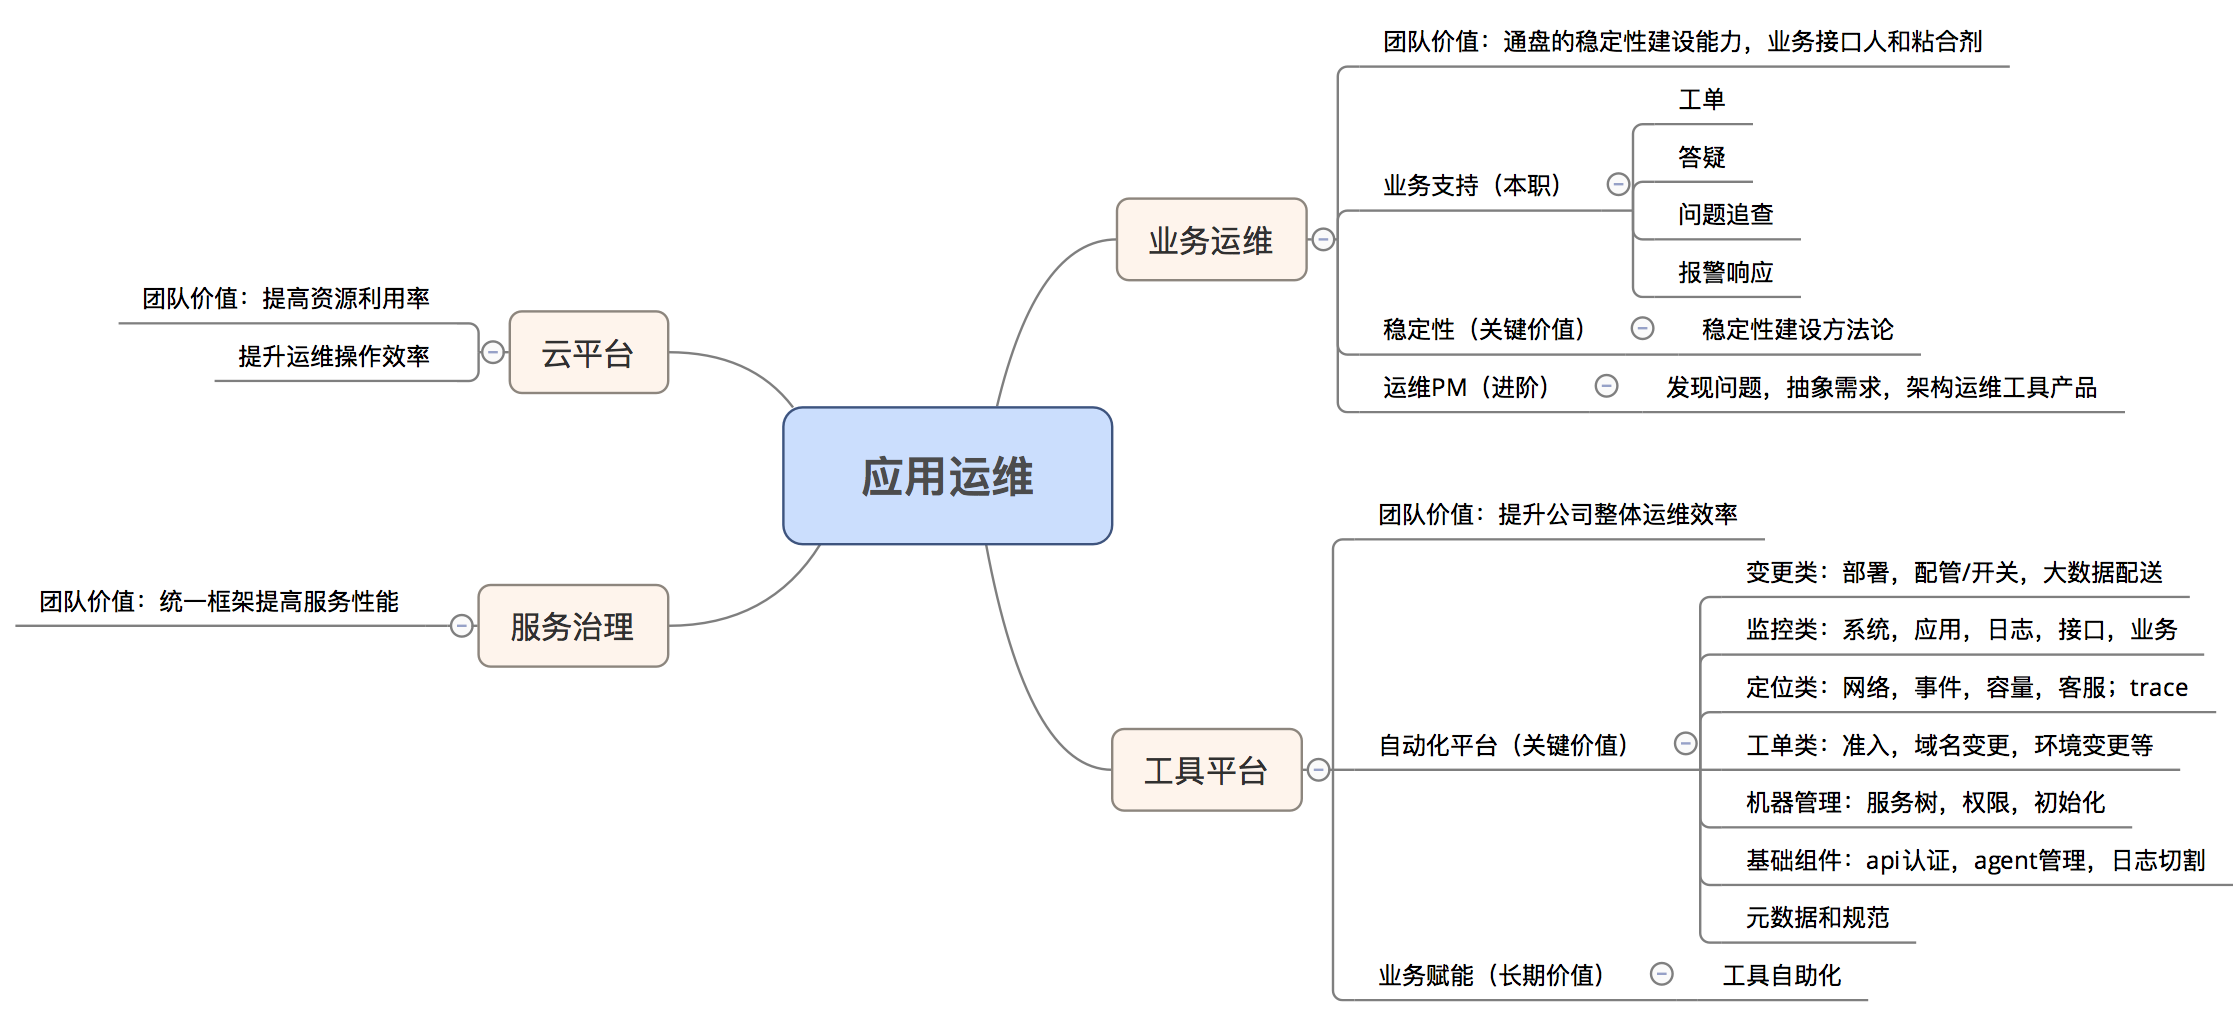 应用运维
业务运维
团队价值：通盘的稳定性建设能力，业务接口人和粘合剂
业务支持（本职）
工单
答疑
问题追查
报警响应
稳定性（关键价值）
稳定性建设方法论
运维PM（进阶）
发现问题，抽象需求，架构运维工具产品
工具平台
团队价值：提升公司整体运维效率
自动化平台（关键价值）
变更类：部署，配管/开关，大数据配送
监控类：系统，应用，日志，接口，业务
定位类：网络，事件，容量，客服；trace
工单类：准入，域名变更，环境变更等
机器管理：服务树，权限，初始化
基础组件：api认证，agent管理，日志切割
元数据和规范
业务赋能（长期价值）
工具自助化
云平台
团队价值：提高资源利用率
提升运维操作效率
服务治理
团队价值：统一框架提高服务性能